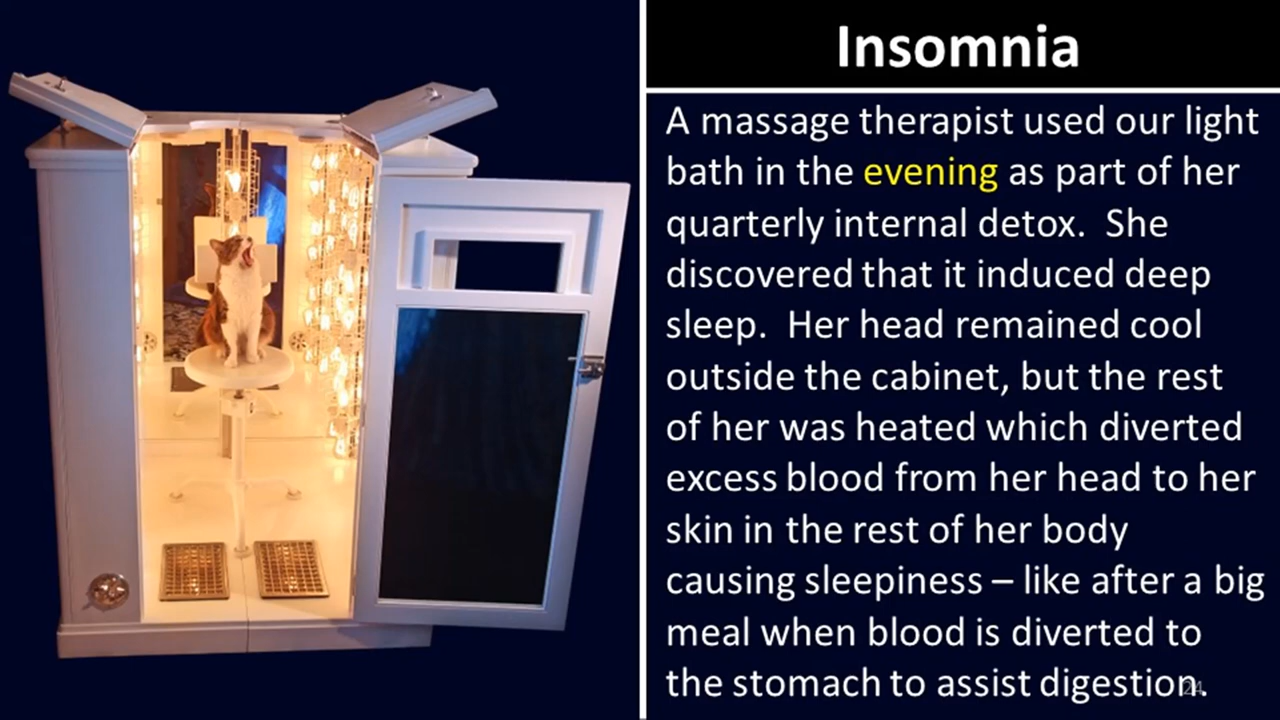 Insomnia
A massage therapist used our light
bath in the evening as part of her
quarterly internal detox.  She
discovered that it induced deep
sleep.  Her head remained cool
outside the cabinet, but the rest
of her was heated which diverted
excess blood from her head to her
skin in the rest of her body
causing sleepiness – like after a big
meal when blood is diverted to
the stomach to assist digestion.
24